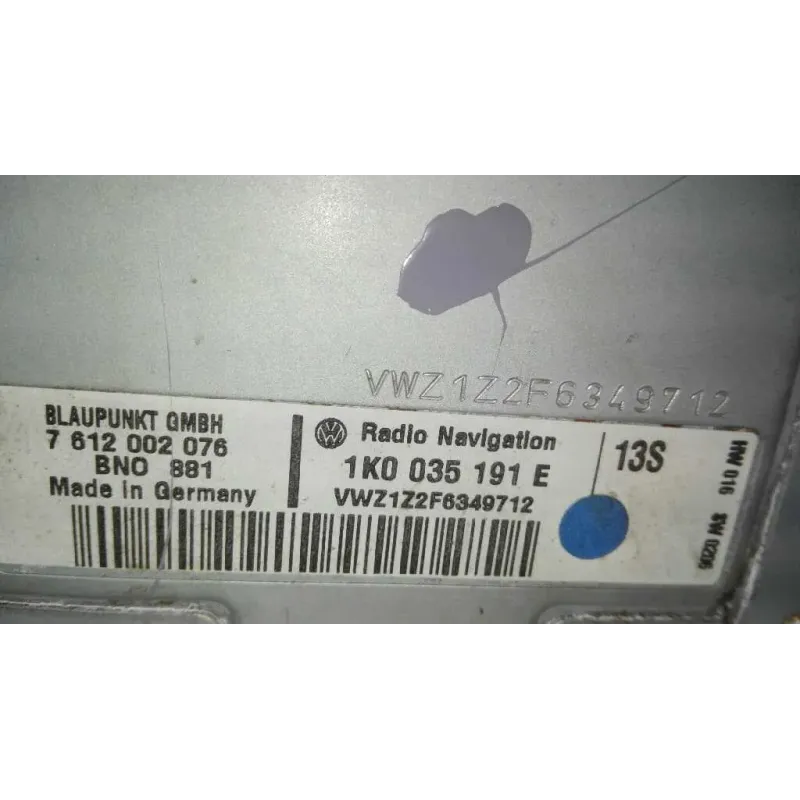 VWZ1Z2F6349712
BLAUPUNKT GMBH
7 612 002 076
BNO 881
Made in Germany
Radio Navigation
1K0 035 191 E
VWZ1Z2F6349712
13S
HW 016 SW 0206